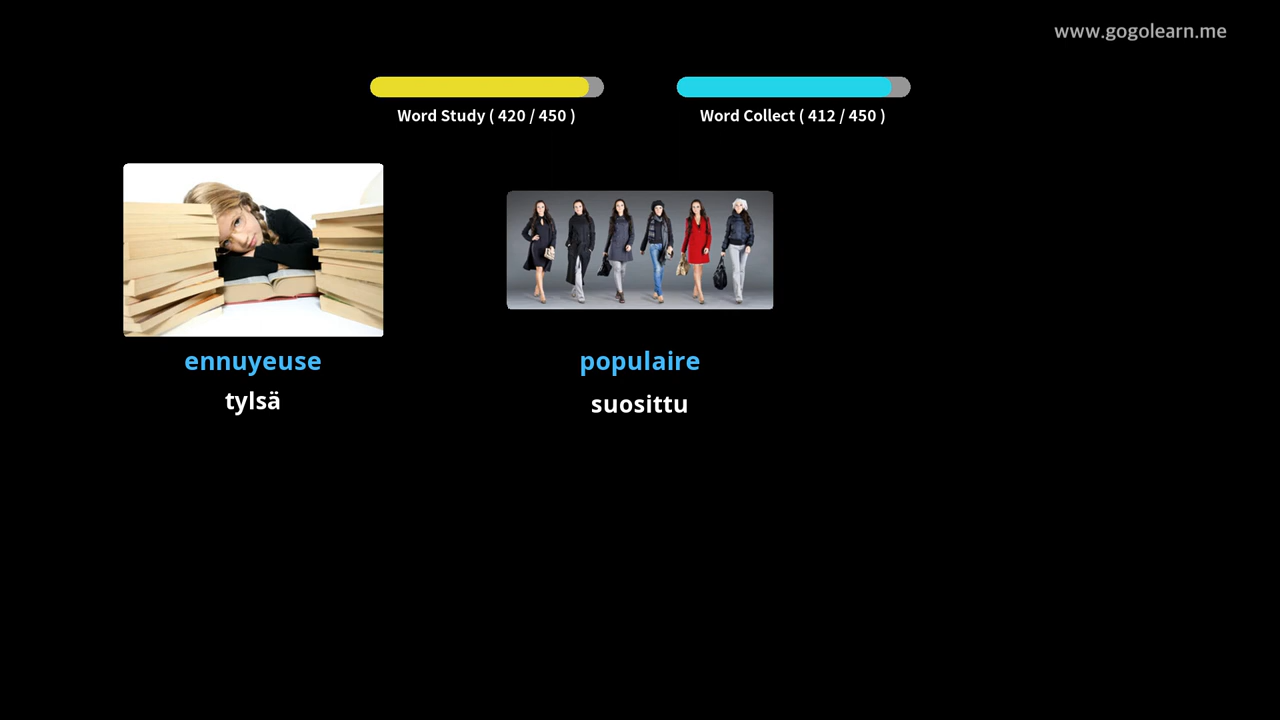 www.gogolearn.me
Word Study ( 420 / 450 )
Word Collect ( 412 / 450 )
ennuyeuse
tylsä
populaire
suosittu